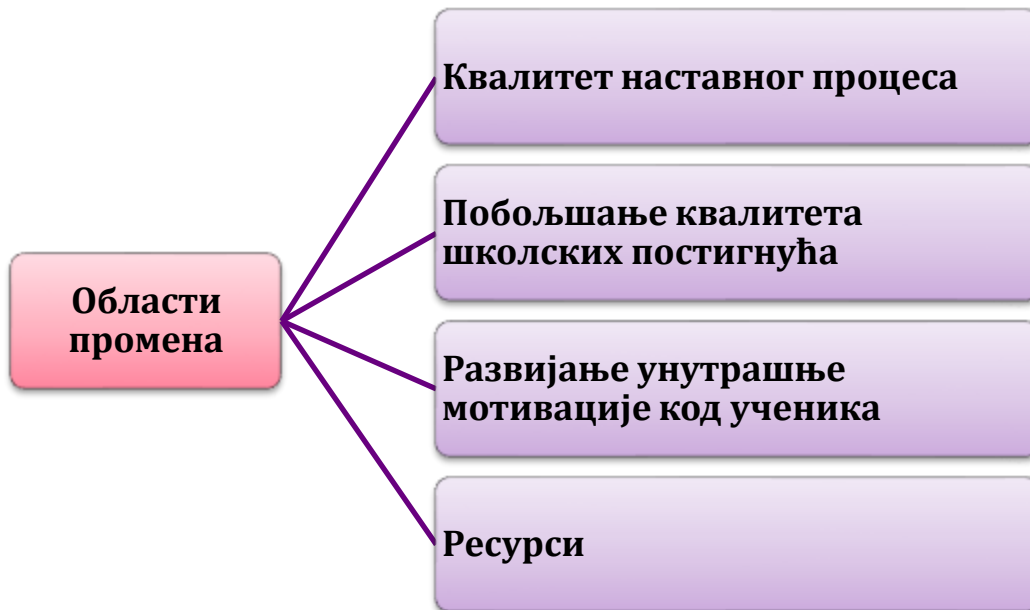 Области
промена
Квалитет наставног процеса
Побољшање квалитета
школских постигнућа
Развијање унутрашње
мотивације код ученика
Ресурси